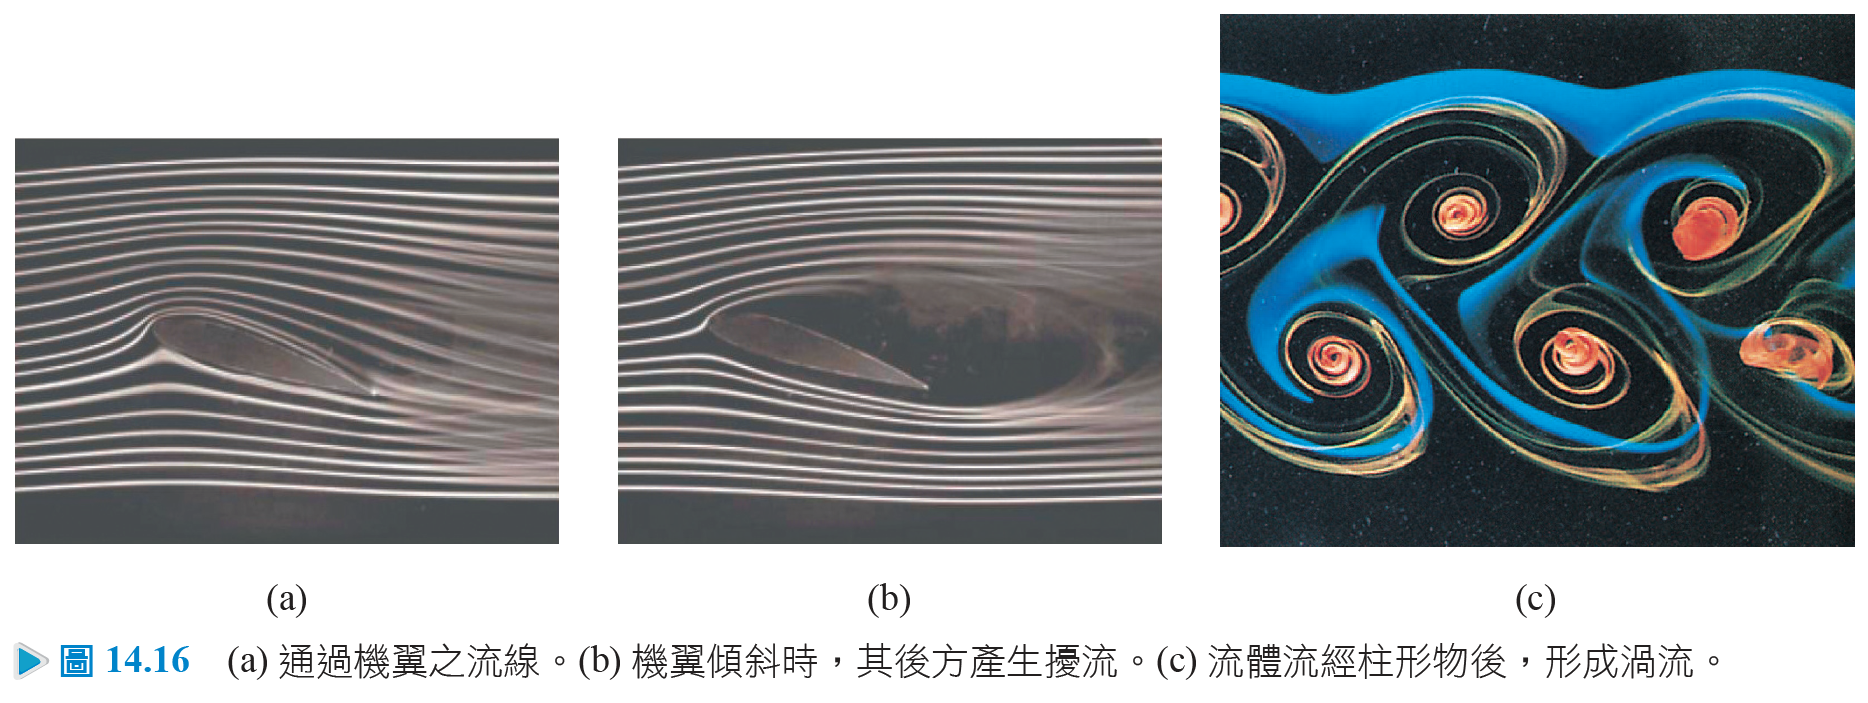 (a) (b) (c)
圖 14.16 (a) 通過機翼之流線。(b) 機翼傾斜時，其後方產生擾流。(c) 流體流經柱形物後，形成渦流。